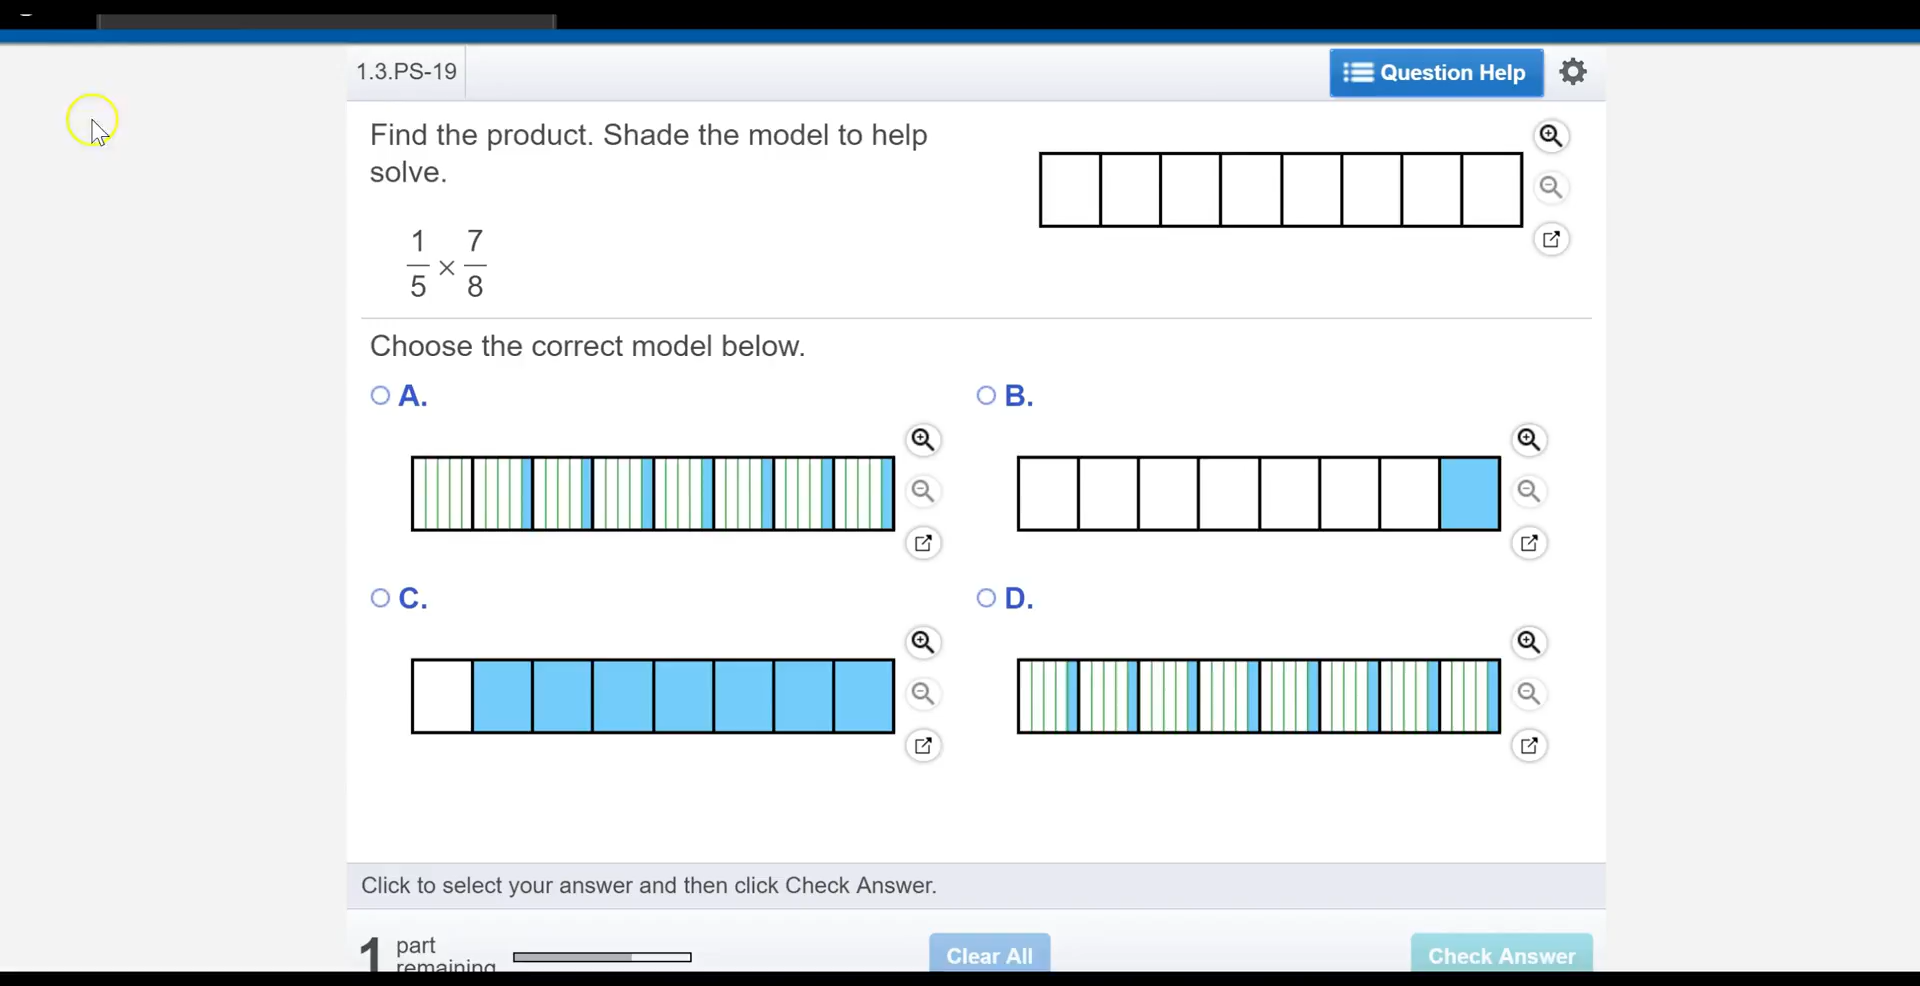 1.3.PS-19
Question Help
Find the product. Shade the model to help
solve.
1/5 × 7/8
Choose the correct model below.
A.
B.
C.
D.
Click to select your answer and then click Check Answer.
1 part
remaining
Clear All
Check Answer